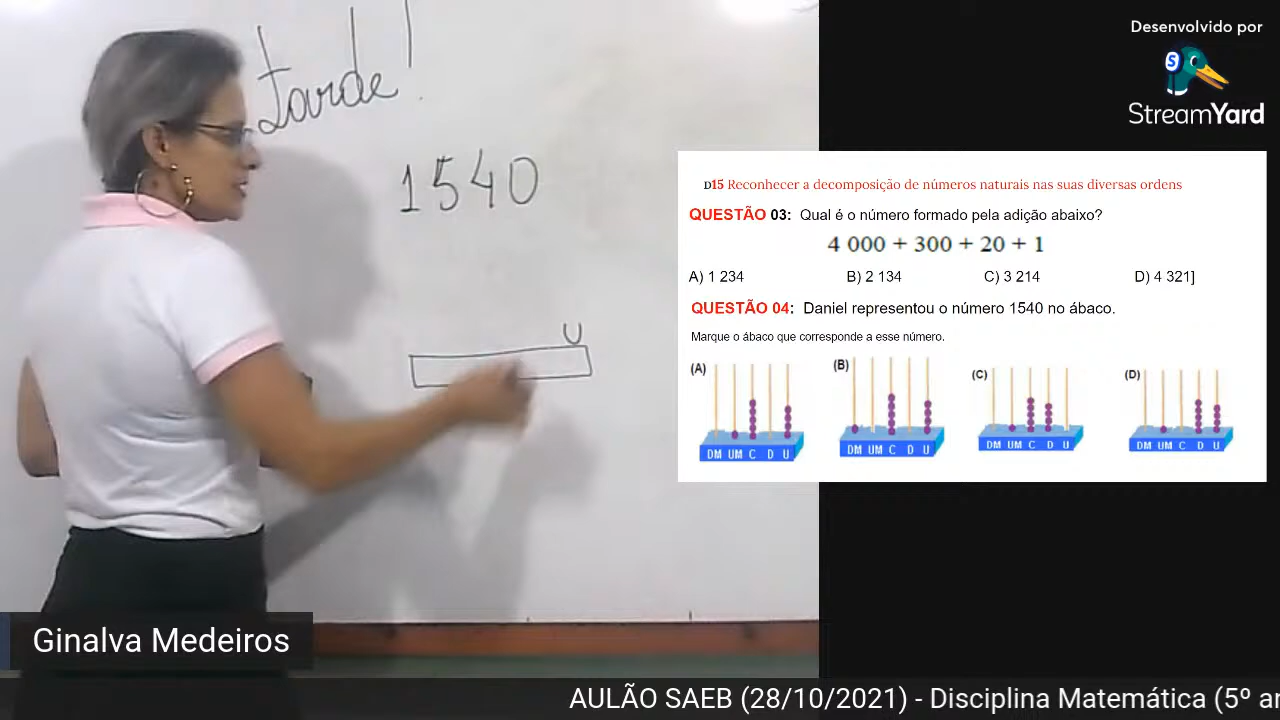 tarde!
1540
U
Desenvolvido por
S
StreamYard
D15 Reconhecer a decomposição de números naturais nas suas diversas ordens
QUESTÃO 03: Qual é o número formado pela adição abaixo?
4 000 + 300 + 20 + 1
A) 1 234 B) 2 134 C) 3 214 D) 4 321]
QUESTÃO 04: Daniel representou o número 1540 no ábaco.
Marque o ábaco que corresponde a esse número.
(A) (B) (C) (D)
DM UM C D U DM UM C D U DM UM C D U DM UM C D U
Ginalva Medeiros
AULÃO SAEB (28/10/2021) - Disciplina Matemática (5º an